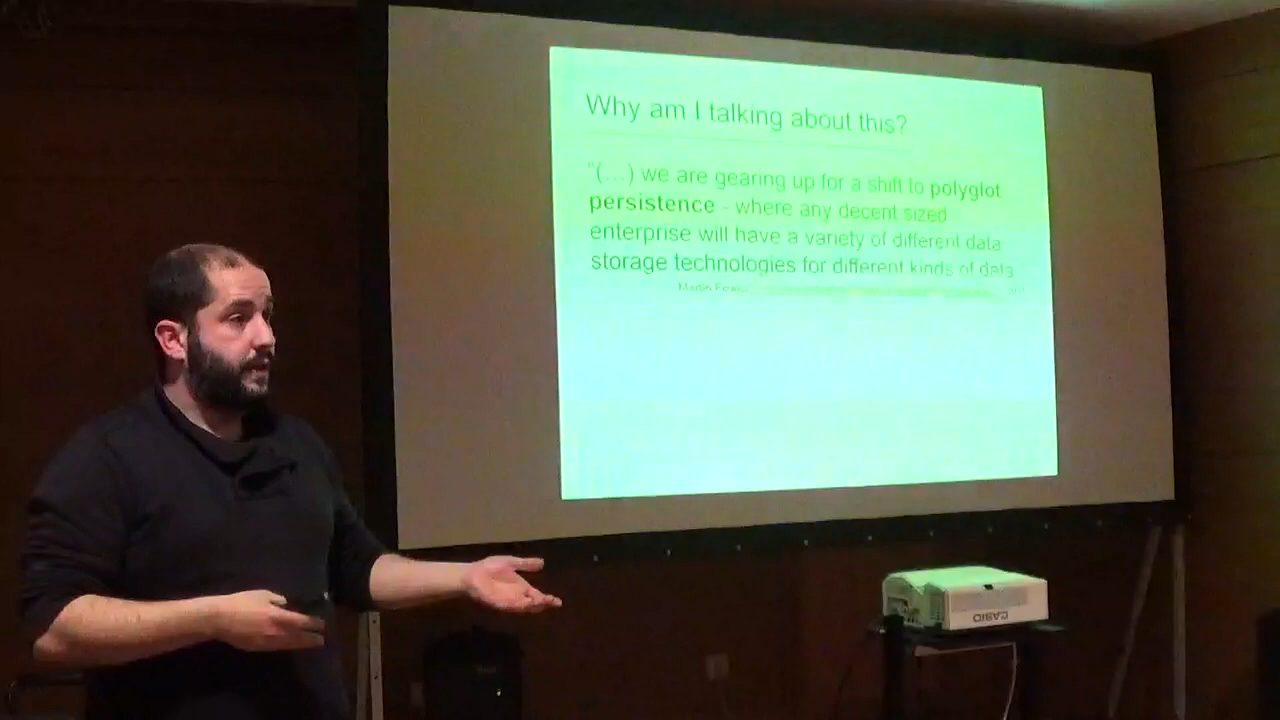 Why am I talking about this?
"(...) we are gearing up for a shift to polyglot
persistence - where any decent sized
enterprise will have a variety of different data
storage technologies for different kinds of data
Martin
CASIO